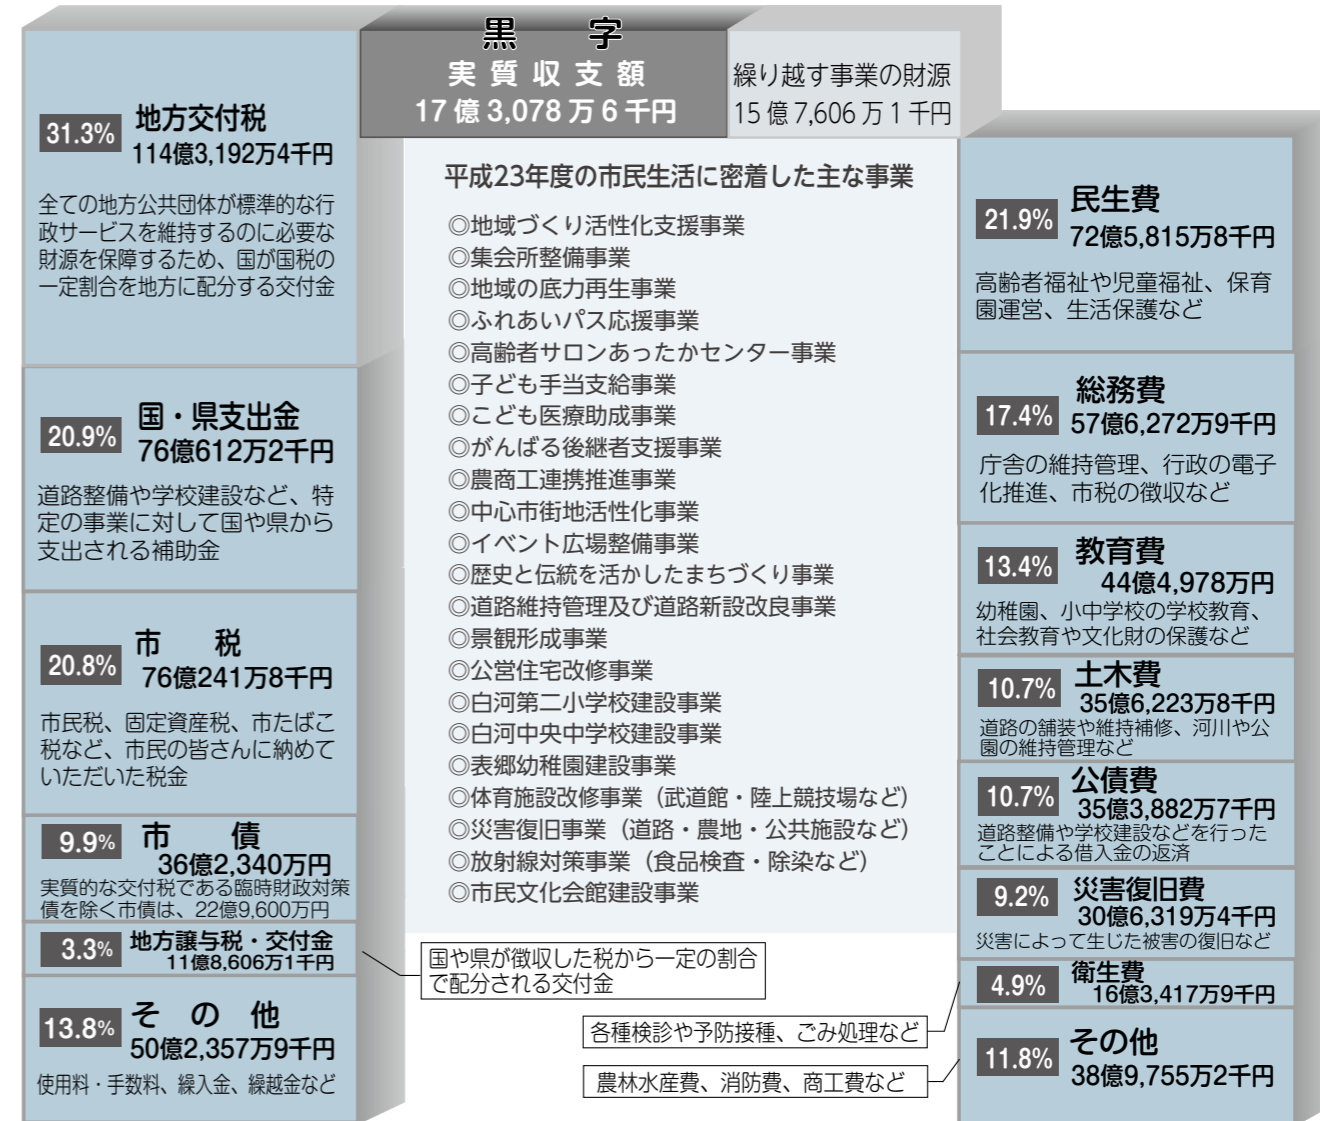 黒　字
実質収支額
17億3,078万6千円
繰り越す事業の財源
15億7,606万1千円
31.3%
地方交付税
114億3,192万4千円
全ての地方公共団体が標準的な行
政サービスを維持するのに必要な
財源を保障するため、国が国税の
一定割合を地方に配分する交付金
20.9%
国・県支出金
76億612万2千円
道路整備や学校建設など、特
定の事業に対して国や県から
支出される補助金
20.8%
市　税
76億241万8千円
市民税、固定資産税、市たばこ
税など、市民の皆さんに納めて
いただいた税金
9.9%
市　債
36億2,340万円
実質的な交付税である臨時財政対策
債を除く市債は、22億9,600万円
3.3%
地方譲与税・交付金
11億8,606万1千円
13.8%
その他
50億2,357万9千円
使用料・手数料、繰入金、繰越金など
平成23年度の市民生活に密着した主な事業
◎地域づくり活性化支援事業
◎集会所整備事業
◎地域の底力再生事業
◎ふれあいパス応援事業
◎高齢者サロンあったかセンター事業
◎子ども手当支給事業
◎こども医療助成事業
◎がんばる後継者支援事業
◎農商工連携推進事業
◎中心市街地活性化事業
◎イベント広場整備事業
◎歴史と伝統を活かしたまちづくり事業
◎道路維持管理及び道路新設改良事業
◎景観形成事業
◎公営住宅改修事業
◎白河第二小学校建設事業
◎白河中央中学校建設事業
◎表郷幼稚園建設事業
◎体育施設改修事業（武道館・陸上競技場など）
◎災害復旧事業（道路・農地・公共施設など）
◎放射線対策事業（食品検査・除染など）
◎市民文化会館建設事業
国や県が徴収した税から一定の割合
で配分される交付金
各種検診や予防接種、ごみ処理など
農林水産費、消防費、商工費など
21.9%
民生費
72億5,815万8千円
高齢者福祉や児童福祉、保育
園運営、生活保護など
17.4%
総務費
57億6,272万9千円
庁舎の維持管理、行政の電子
化推進、市税の徴収など
13.4%
教育費
44億4,978万円
幼稚園、小中学校の学校教育、
社会教育や文化財の保護など
10.7%
土木費
35億6,223万8千円
道路の舗装や維持補修、河川や公
園の維持管理など
10.7%
公債費
35億3,882万7千円
道路整備や学校建設などを行った
ことによる借入金の返済
9.2%
災害復旧費
30億6,319万4千円
災害によって生じた被害の復旧など
4.9%
衛生費
16億3,417万9千円
11.8%
その他
38億9,755万2千円